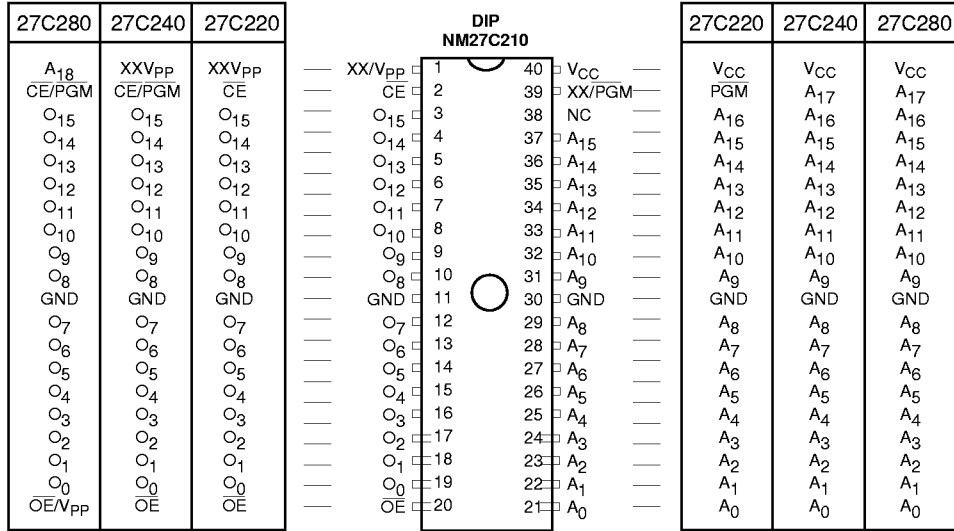 27C280 27C240 27C220 DIP 27C220 27C240 27C280
NM27C210
A18 XXVPP XXVPP XX/VPP 1 40 VCC VCC VCC VCC
CE/PGM CE/PGM CE CE 2 39 XX/PGM PGM A17 A17
O15 O15 O15 O15 3 38 NC A16 A16 A16
O14 O14 O14 O14 4 37 A15 A15 A15 A15
O13 O13 O13 O13 5 36 A14 A14 A14 A14
O12 O12 O12 O12 6 35 A13 A13 A13 A13
O11 O11 O11 O11 7 34 A12 A12 A12 A12
O10 O10 O10 O10 8 33 A11 A11 A11 A11
O9 O9 O9 O9 9 32 A10 A10 A10 A10
O8 O8 O8 O8 10 31 A9 A9 A9 A9
GND GND GND GND 11 30 GND GND GND GND
O7 O7 O7 O7 12 29 A8 A8 A8 A8
O6 O6 O6 O6 13 28 A7 A7 A7 A7
O5 O5 O5 O5 14 27 A6 A6 A6 A6
O4 O4 O4 O4 15 26 A5 A5 A5 A5
O3 O3 O3 O3 16 25 A4 A4 A4 A4
O2 O2 O2 O2 17 24 A3 A3 A3 A3
O1 O1 O1 O1 18 23 A2 A2 A2 A2
O0 O0 O0 O0 19 22 A1 A1 A1 A1
OE/VPP OE OE OE 20 21 A0 A0 A0 A0